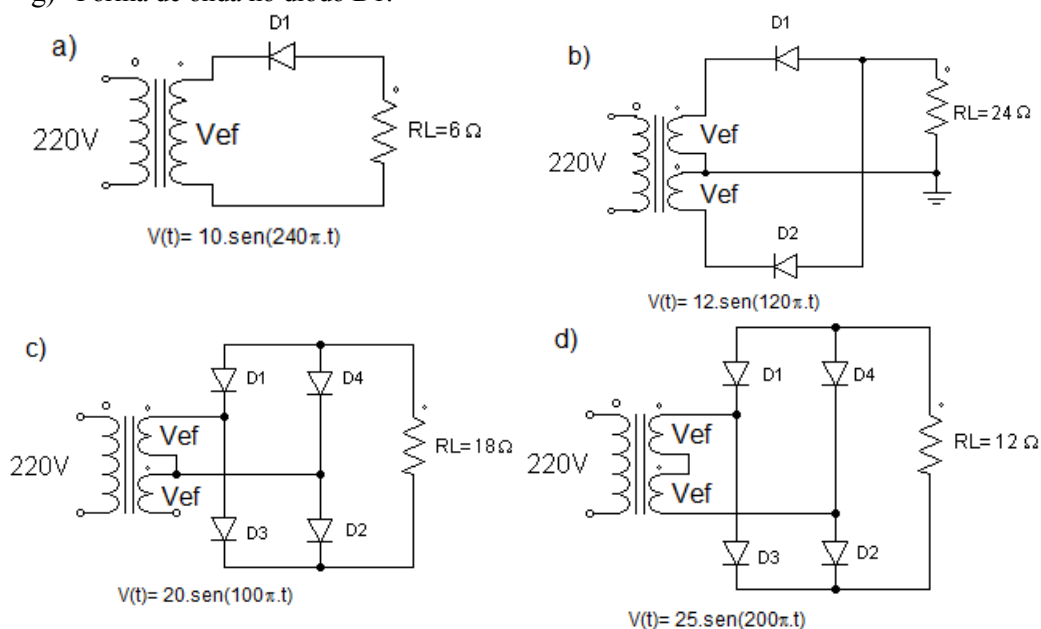 g) Forma de onda no diodo D1.
a)
D1
220V
Vef
RL=6 Ω
V(t)= 10.sen(240π.t)
b)
D1
220V
Vef
Vef
RL=24 Ω
D2
V(t)= 12.sen(120π.t)
c)
D1
D4
220V
Vef
Vef
RL=18Ω
D3
D2
V(t)= 20.sen(100π.t)
d)
D1
D4
220V
Vef
Vef
RL=12 Ω
D3
D2
V(t)= 25.sen(200π.t)